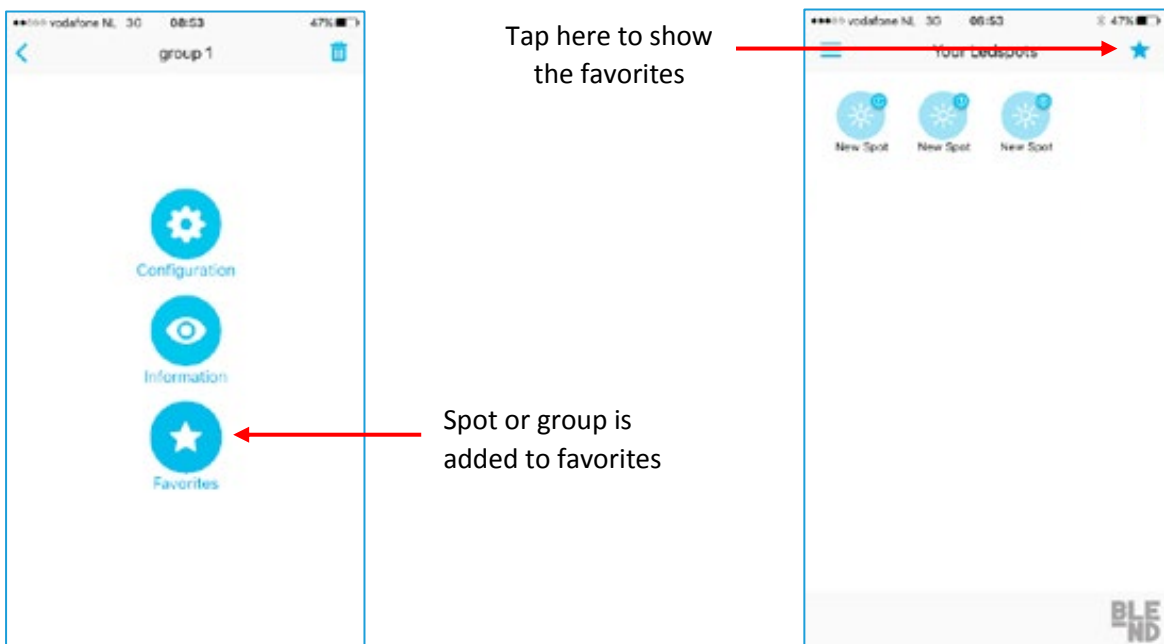 vodafone NL 3G 08:53 47%
group 1
Configuration
Information
Favorites
Tap here to show
the favorites
Spot or group is
added to favorites
vodafone NL 3G 08:53 47%
Your Ledspots
New Spot New Spot New Spot
BLE
ND